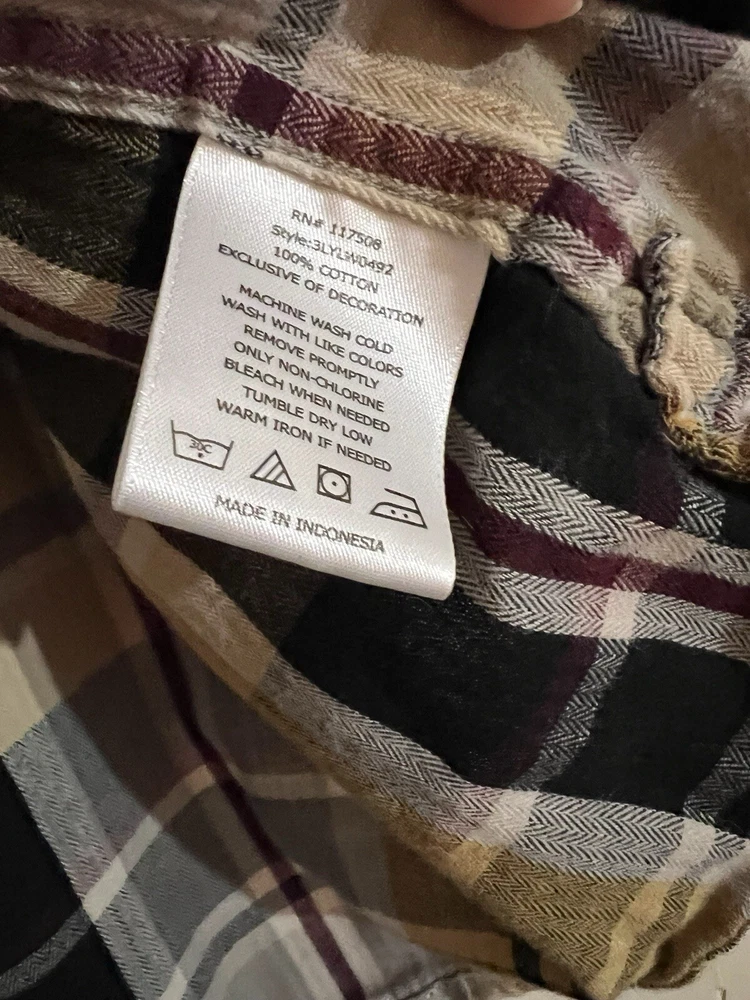 RN# 117508
Style:3LYLW0492
100% COTTON
EXCLUSIVE OF DECORATION
MACHINE WASH COLD
WASH WITH LIKE COLORS
REMOVE PROMPTLY
ONLY NON-CHLORINE
BLEACH WHEN NEEDED
TUMBLE DRY LOW
WARM IRON IF NEEDED
30C
MADE IN INDONESIA